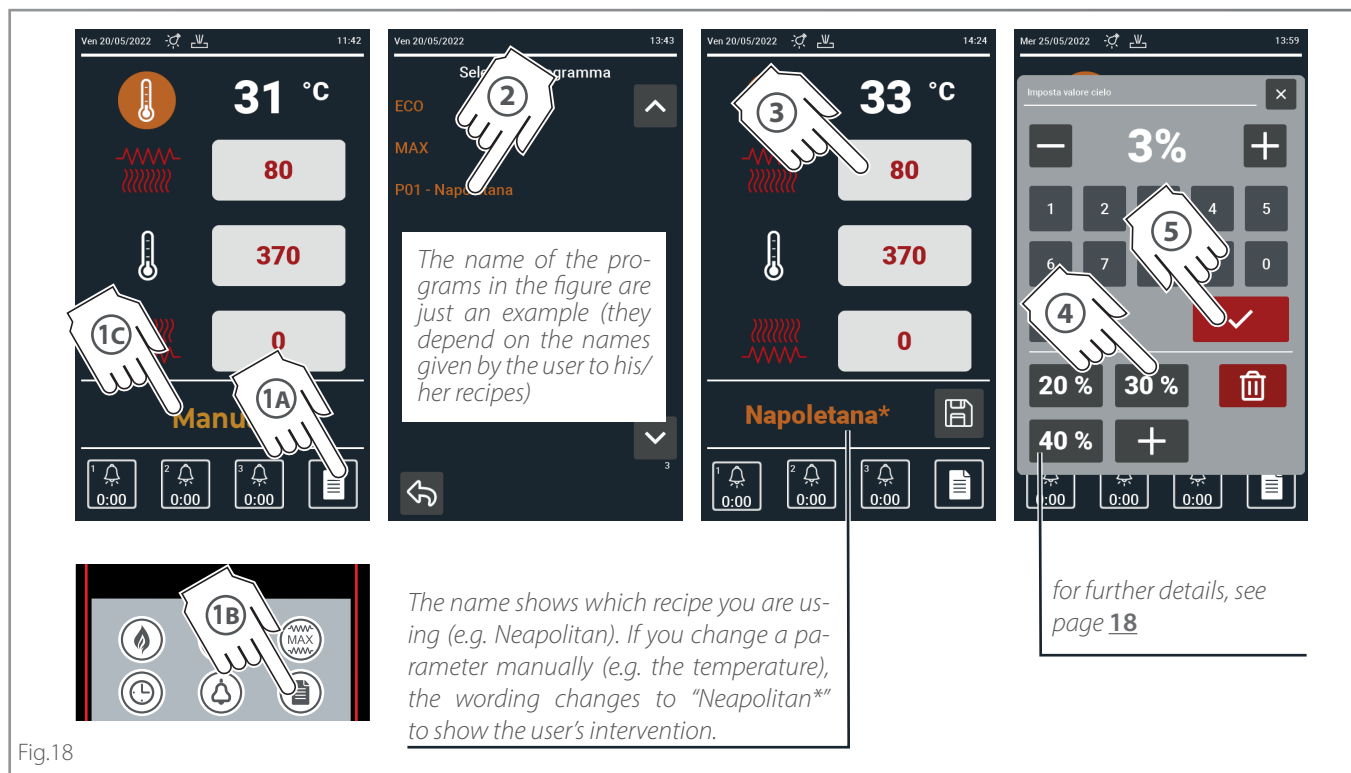 Ven 20/05/2022 11:42
31 °C
80
370
0
1C
1A
Manu
1 0:00
2 0:00
3 0:00
Ven 20/05/2022 13:43
2
ECO
MAX
P01 - Napoletana
The name of the pro-
grams in the figure are
just an example (they
depend on the names
given by the user to his/
her recipes)
3
Ven 20/05/2022 14:24
3
33 °C
80
370
0
Napoletana*
1 0:00
2 0:00
3 0:00
Mer 25/05/2022 13:59
Imposta valore cielo
3%
1 2 4 5
5
6 7 0
4
20 % 30 %
40 %
0:00 0:00 0:00
1B
MAX
The name shows which recipe you are us-
ing (e.g. Neapolitan). If you change a pa-
rameter manually (e.g. the temperature),
the wording changes to “Neapolitan*”
to show the user’s intervention.
for further details, see
page 18
Fig.18